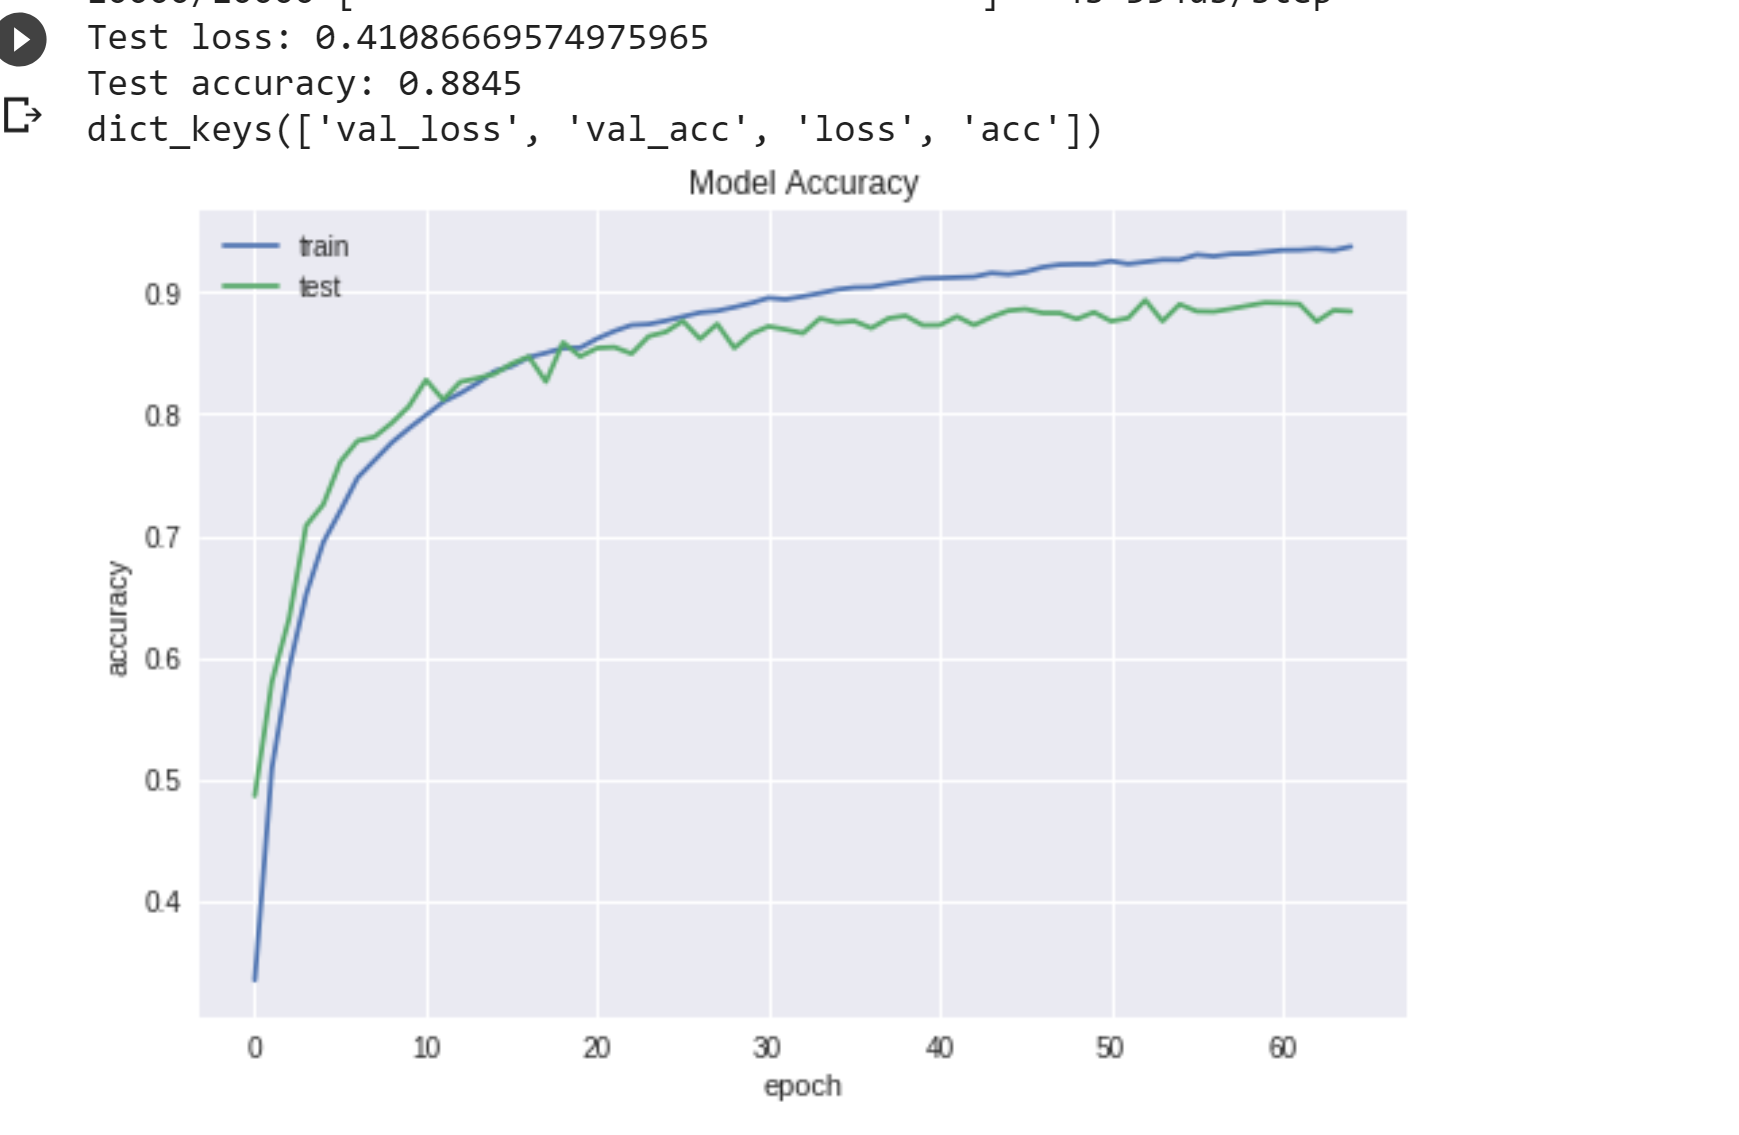 Test loss: 0.41086669574975965
Test accuracy: 0.8845
dict_keys(['val_loss', 'val_acc', 'loss', 'acc'])
Model Accuracy
train
test
accuracy
0.9
0.8
0.7
0.6
0.5
0.4
0 10 20 30 40 50 60
epoch